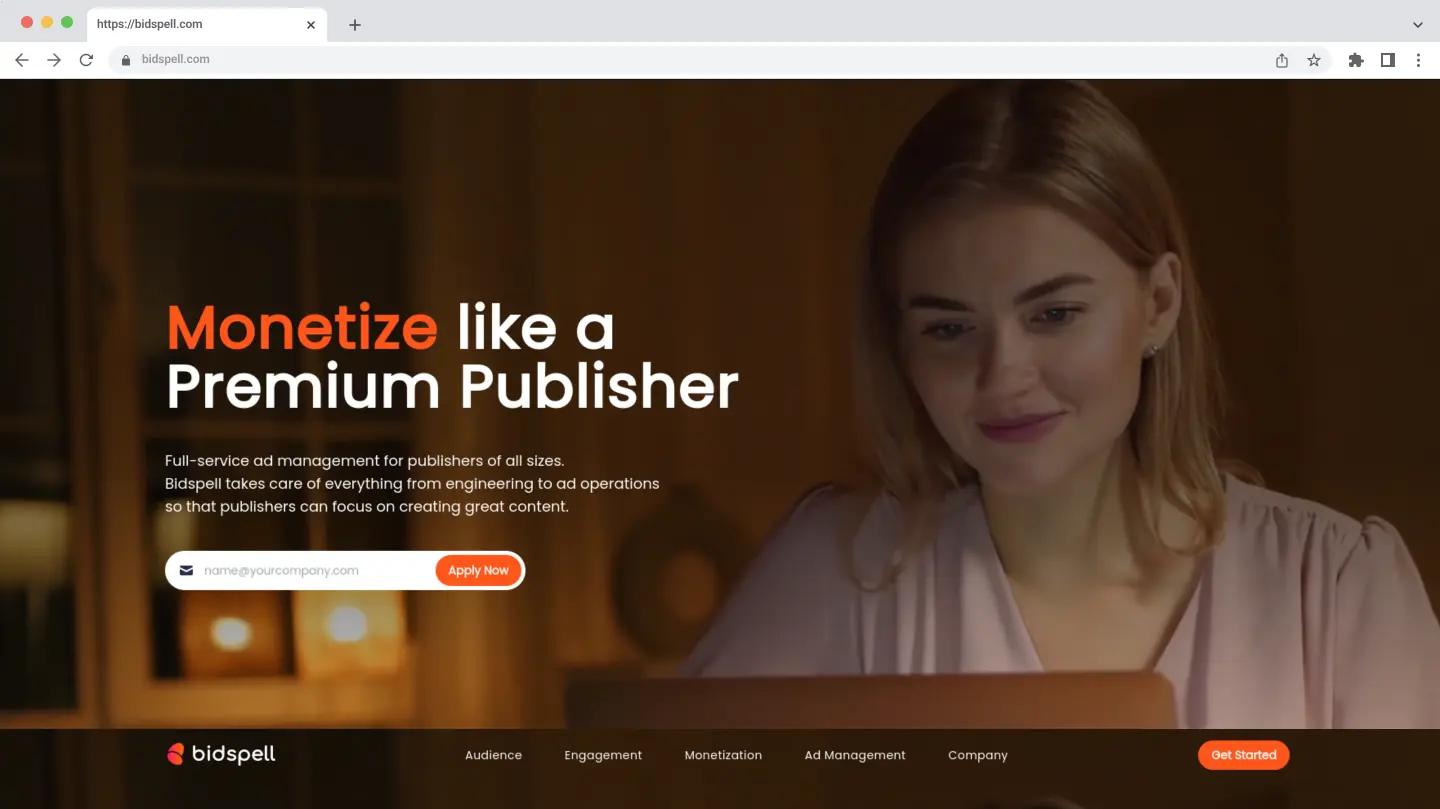 https://bidspell.com
bidspell.com
Monetize like a
Premium Publisher
Full-service ad management for publishers of all sizes.
Bidspell takes care of everything from engineering to ad operations
so that publishers can focus on creating great content.
name@yourcompany.com Apply Now
bidspell Audience Engagement Monetization Ad Management Company Get Started